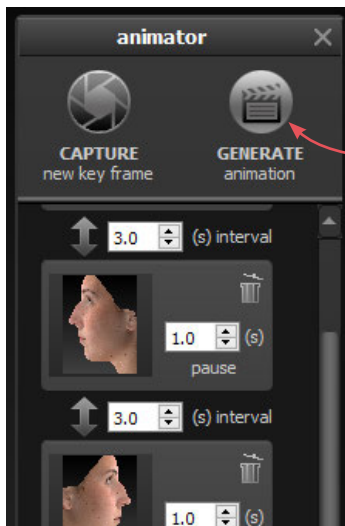 animator
CAPTURE
new key frame
GENERATE
animation
3.0 (s) interval
1.0 (s)
pause
3.0 (s) interval
1.0 (s)